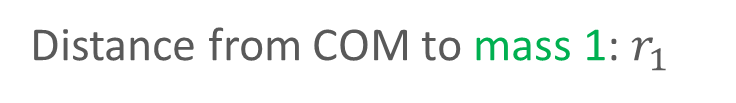 Distance from COM to mass 1: r₁